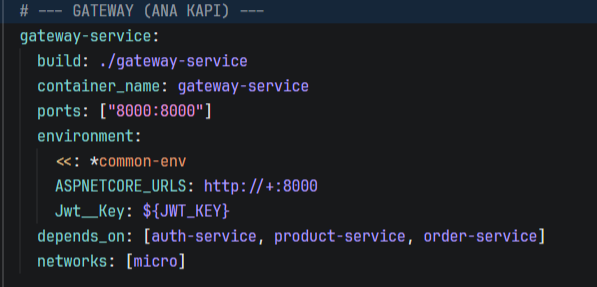 # --- GATEWAY (ANA KAPI) ---
gateway-service:
build: ./gateway-service
container_name: gateway-service
ports: ["8000:8000"]
environment:
<<: *common-env
ASPNETCORE_URLS: http://+:8000
Jwt__Key: ${JWT_KEY}
depends_on: [auth-service, product-service, order-service]
networks: [micro]